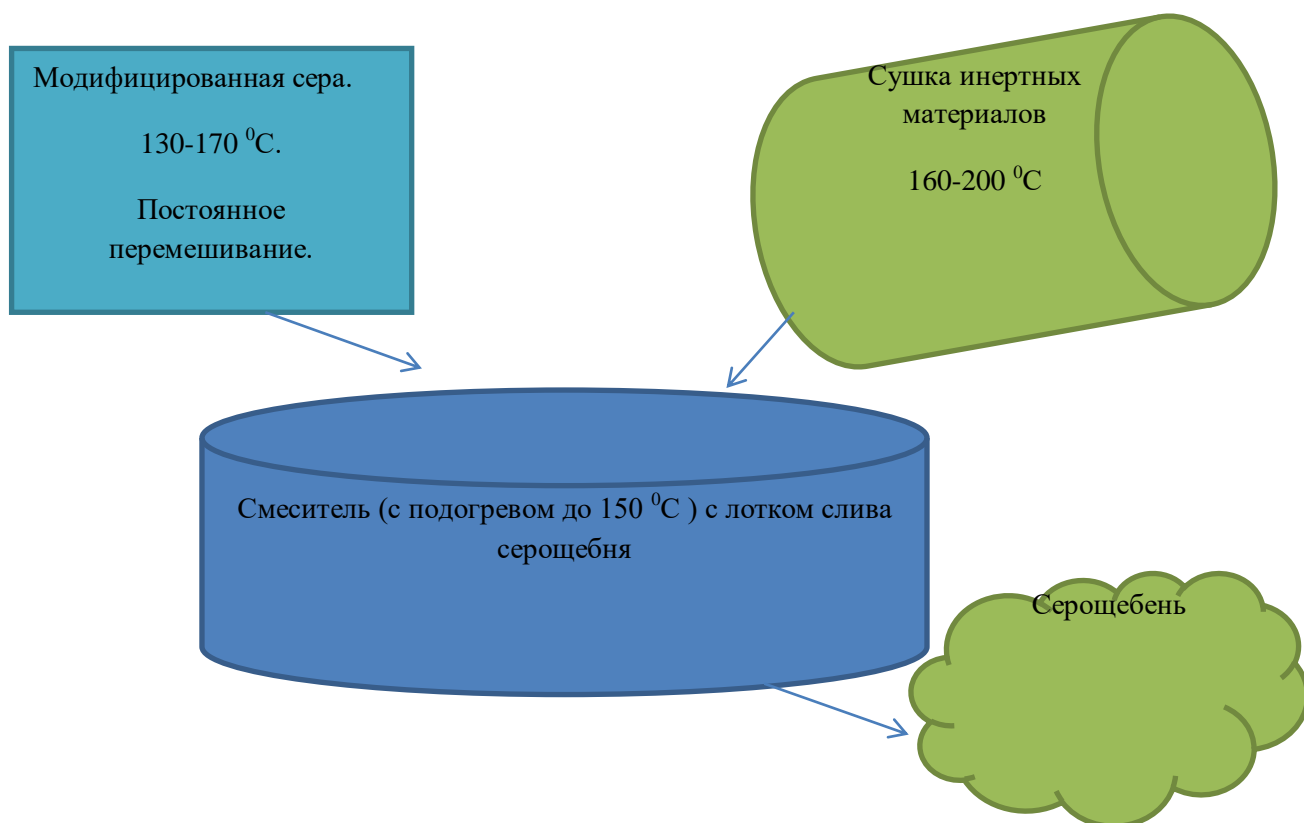 Модифицированная сера.
130-170 ⁰С.
Постоянное
перемешивание.
Сушка инертных
материалов
160-200 ⁰С
Смеситель (с подогревом до 150 ⁰С ) с лотком слива
серощебня
Серощебень